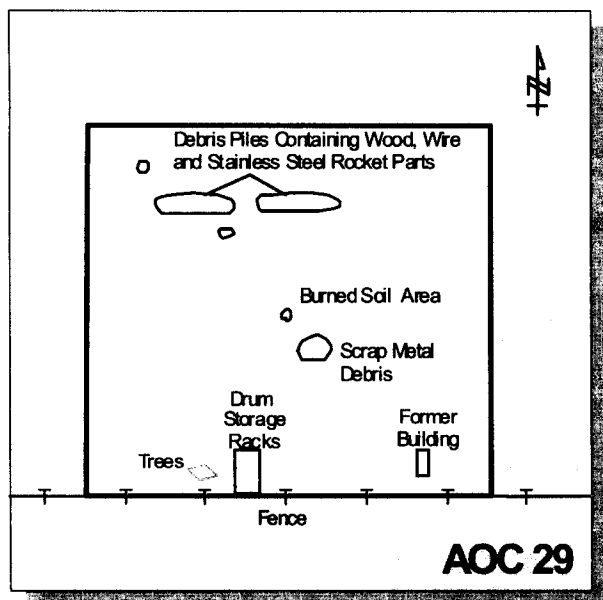 Debris Piles Containing Wood, Wire
and Stainless Steel Rocket Parts
Burned Soil Area
Scrap Metal
Debris
Drum
Storage
Racks
Former
Building
Trees
Fence
AOC 29